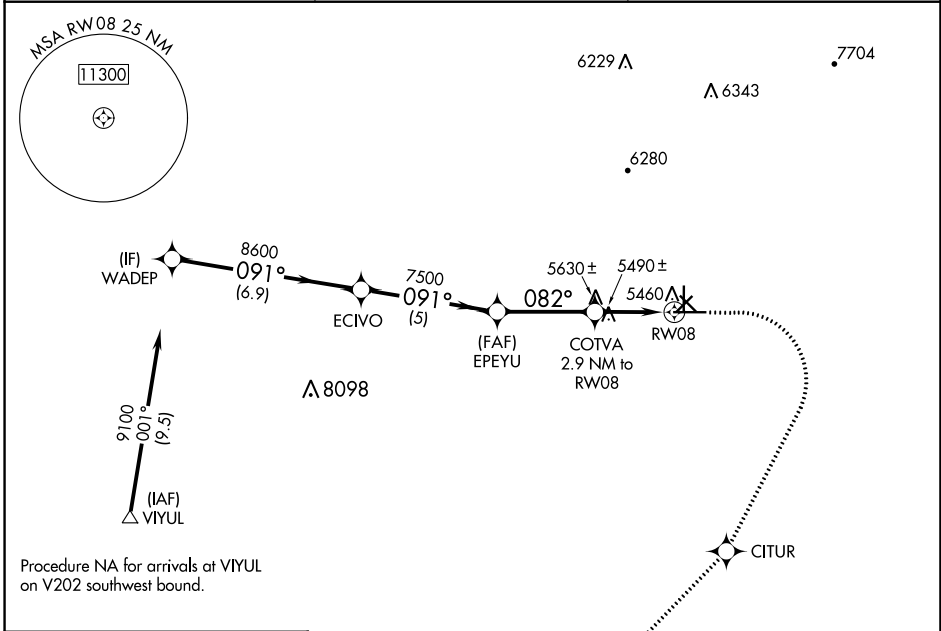 MSA RW08 25 NM
11300
6229
7704
6343
6280
(IF)
WADEP
8600
091°
(6.9)
ECIVO
7500
091°
(5)
(FAF)
EPEYU
082°
5630 ±
5490 ±
5460
COTVA
2.9 NM to
RW08
RW08
8098
9100
001°
(9.5)
(IAF)
VIYUL
CITUR
Procedure NA for arrivals at VIYUL
on V202 southwest bound.